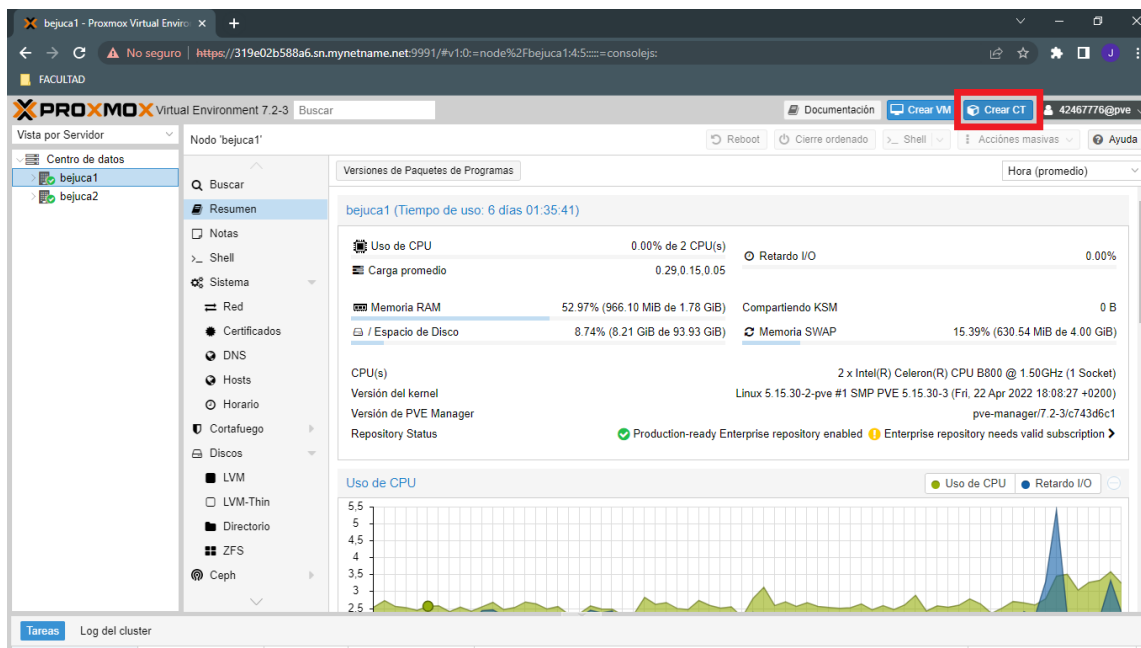 bejuca1 - Proxmox Virtual Enviro
No seguro https://319e02b588a6.sn.mynetname.net:9991/#v1:0:=node%2Fbejuca1:4:5:::::=consolejs:
J
FACULTAD
PROXMOX Virtual Environment 7.2-3 Buscar Documentación Crear VM Crear CT 42467776@pve
Vista por Servidor Nodo 'bejuca1' Reboot Cierre ordenado Shell Acciónes masivas Ayuda
Centro de datos
bejuca1
bejuca2
Buscar
Resumen
Notas
>_ Shell
Sistema
Red
Certificados
DNS
Hosts
Horario
Cortafuego
Discos
LVM
LVM-Thin
Directorio
ZFS
Ceph
Versiones de Paquetes de Programas Hora (promedio)
bejuca1 (Tiempo de uso: 6 días 01:35:41)
Uso de CPU 0.00% de 2 CPU(s)
Retardo I/O 0.00%
Carga promedio 0.29,0.15,0.05
Memoria RAM 52.97% (966.10 MiB de 1.78 GiB) Compartiendo KSM 0 B
/ Espacio de Disco 8.74% (8.21 GiB de 93.93 GiB) Memoria SWAP 15.39% (630.54 MiB de 4.00 GiB)
CPU(s) 2 x Intel(R) Celeron(R) CPU B800 @ 1.50GHz (1 Socket)
Versión del kernel Linux 5.15.30-2-pve #1 SMP PVE 5.15.30-3 (Fri, 22 Apr 2022 18:08:27 +0200)
Versión de PVE Manager pve-manager/7.2-3/c743d6c1
Repository Status Production-ready Enterprise repository enabled Enterprise repository needs valid subscription
Uso de CPU Uso de CPU Retardo I/O
5,5
5
4,5
4
3,5
3
2,5
Tareas Log del cluster